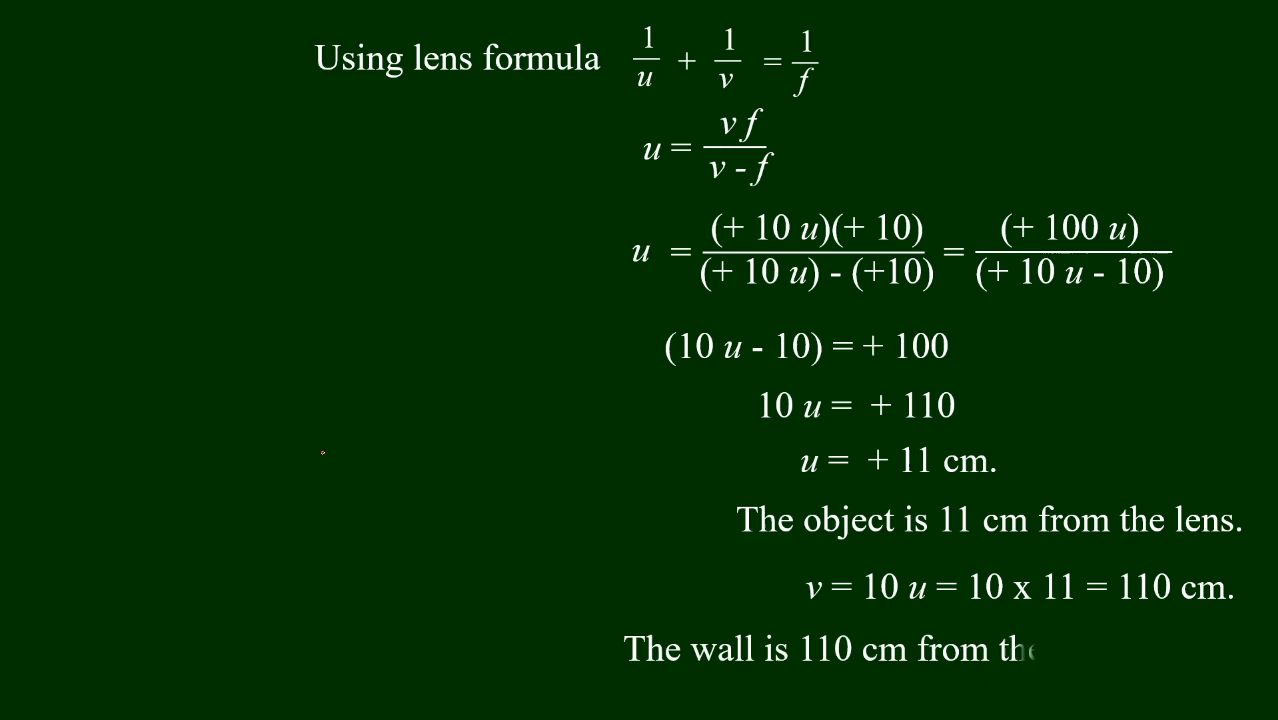 Using lens formula 1/u + 1/v = 1/f
u = v f / v - f
u = (+ 10 u)(+ 10) / (+ 10 u) - (+10) = (+ 100 u) / (+ 10 u - 10)
(10 u - 10) = + 100
10 u = + 110
u = + 11 cm.
The object is 11 cm from the lens.
v = 10 u = 10 x 11 = 110 cm.
The wall is 110 cm from the